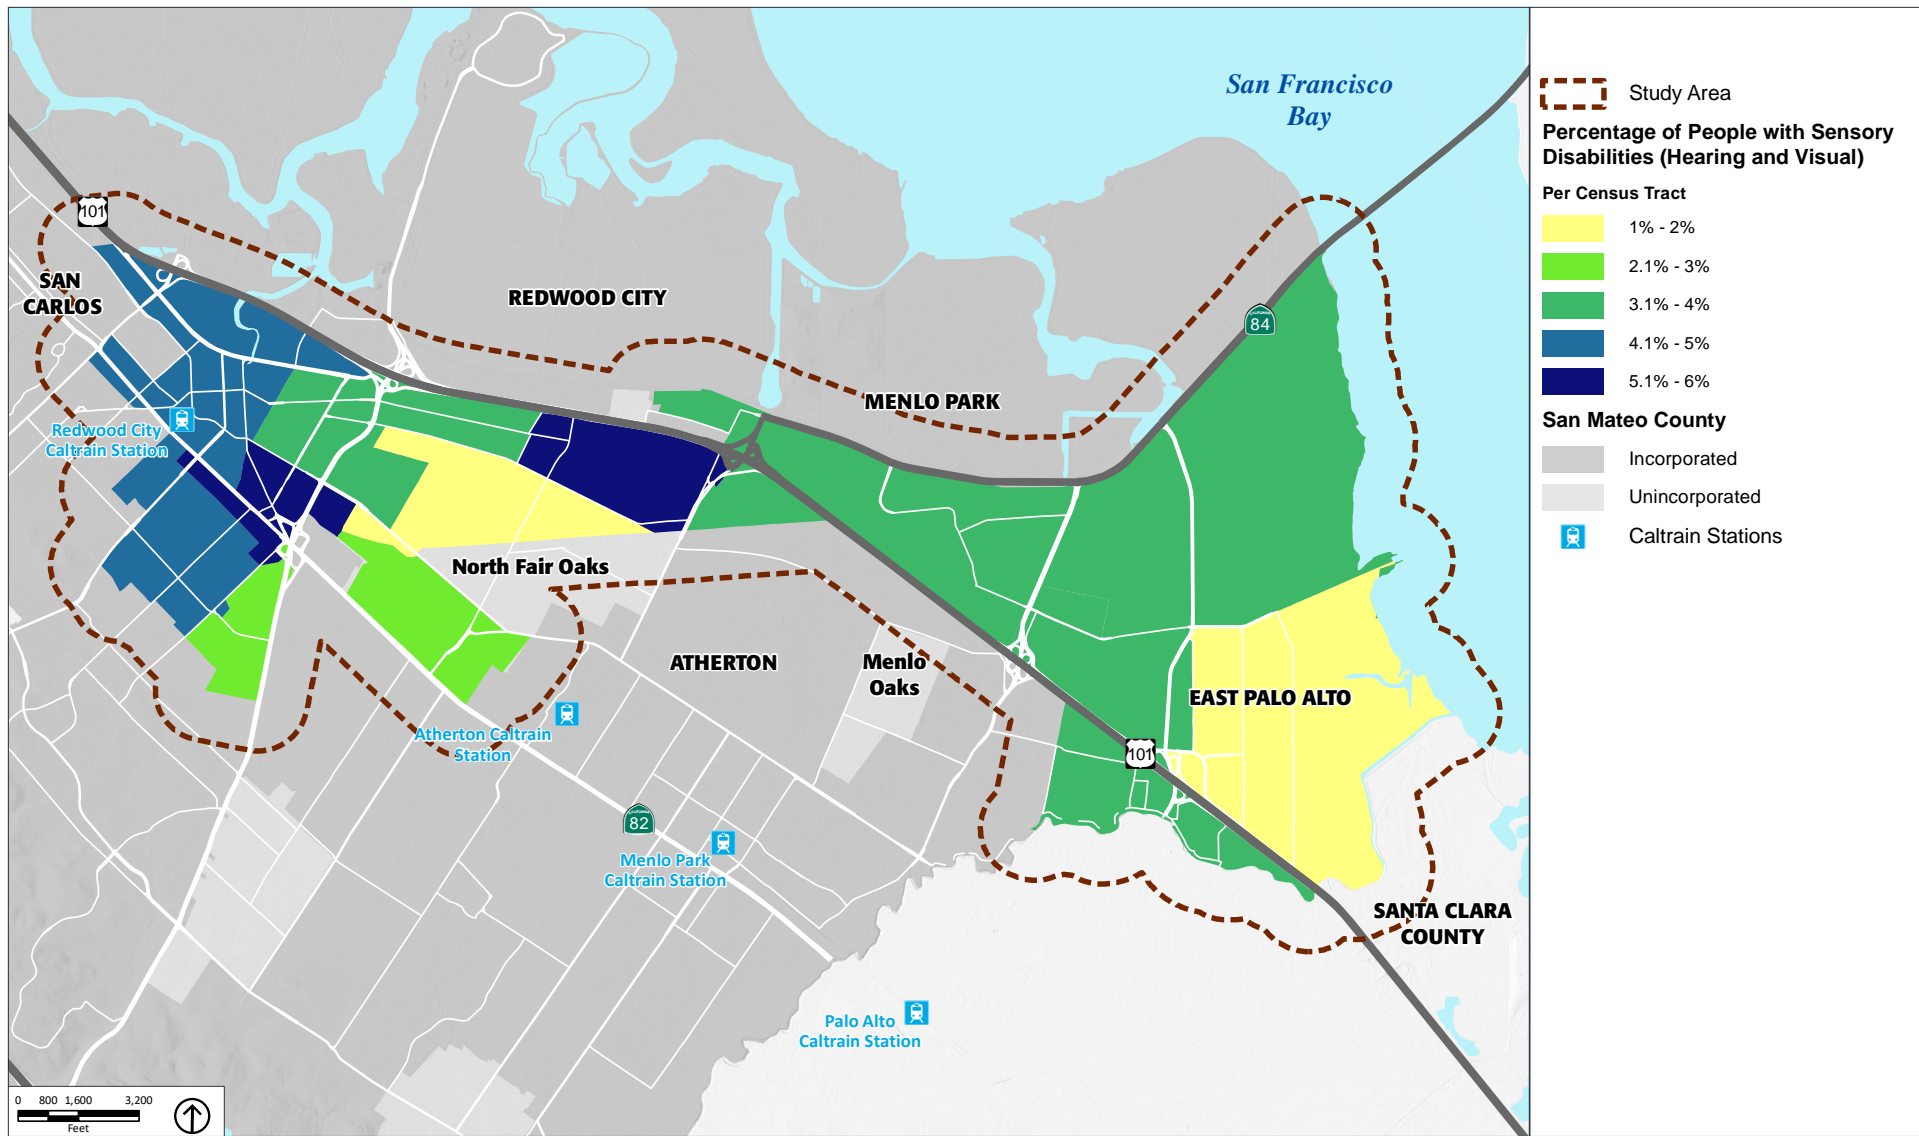 San Francisco
Bay
101
SAN
CARLOS
REDWOOD CITY
CALIFORNIA
84
MENLO PARK
Redwood City
Caltrain Station
North Fair Oaks
ATHERTON
Menlo
Oaks
EAST PALO ALTO
Atherton Caltrain
Station
101
CALIFORNIA
82
Menlo Park
Caltrain Station
SANTA CLARA
COUNTY
Palo Alto
Caltrain Station
0 800 1,600 3,200
Feet
Study Area
Percentage of People with Sensory
Disabilities (Hearing and Visual)
Per Census Tract
1% - 2%
2.1% - 3%
3.1% - 4%
4.1% - 5%
5.1% - 6%
San Mateo County
Incorporated
Unincorporated
Caltrain Stations